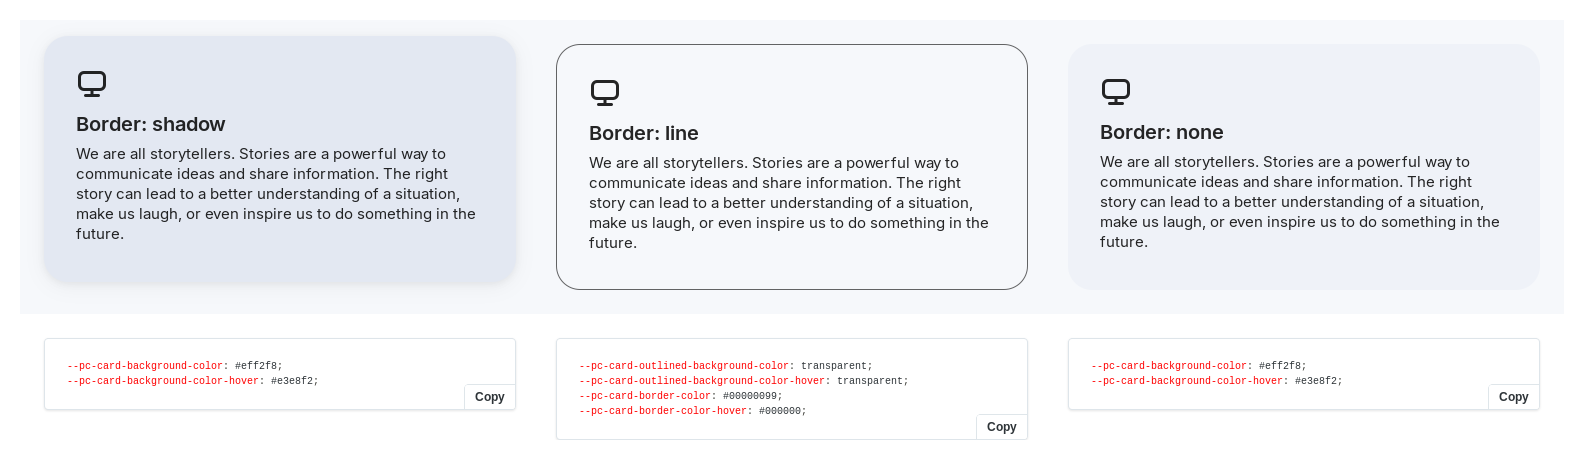 Border: shadow
We are all storytellers. Stories are a powerful way to
communicate ideas and share information. The right
story can lead to a better understanding of a situation,
make us laugh, or even inspire us to do something in the
future.
Border: line
We are all storytellers. Stories are a powerful way to
communicate ideas and share information. The right
story can lead to a better understanding of a situation,
make us laugh, or even inspire us to do something in the
future.
Border: none
We are all storytellers. Stories are a powerful way to
communicate ideas and share information. The right
story can lead to a better understanding of a situation,
make us laugh, or even inspire us to do something in the
future.
--pc-card-background-color: #eff2f8;
--pc-card-background-color-hover: #e3e8f2;
Copy
--pc-card-outlined-background-color: transparent;
--pc-card-outlined-background-color-hover: transparent;
--pc-card-border-color: #00000099;
--pc-card-border-color-hover: #000000;
Copy
--pc-card-background-color: #eff2f8;
--pc-card-background-color-hover: #e3e8f2;
Copy